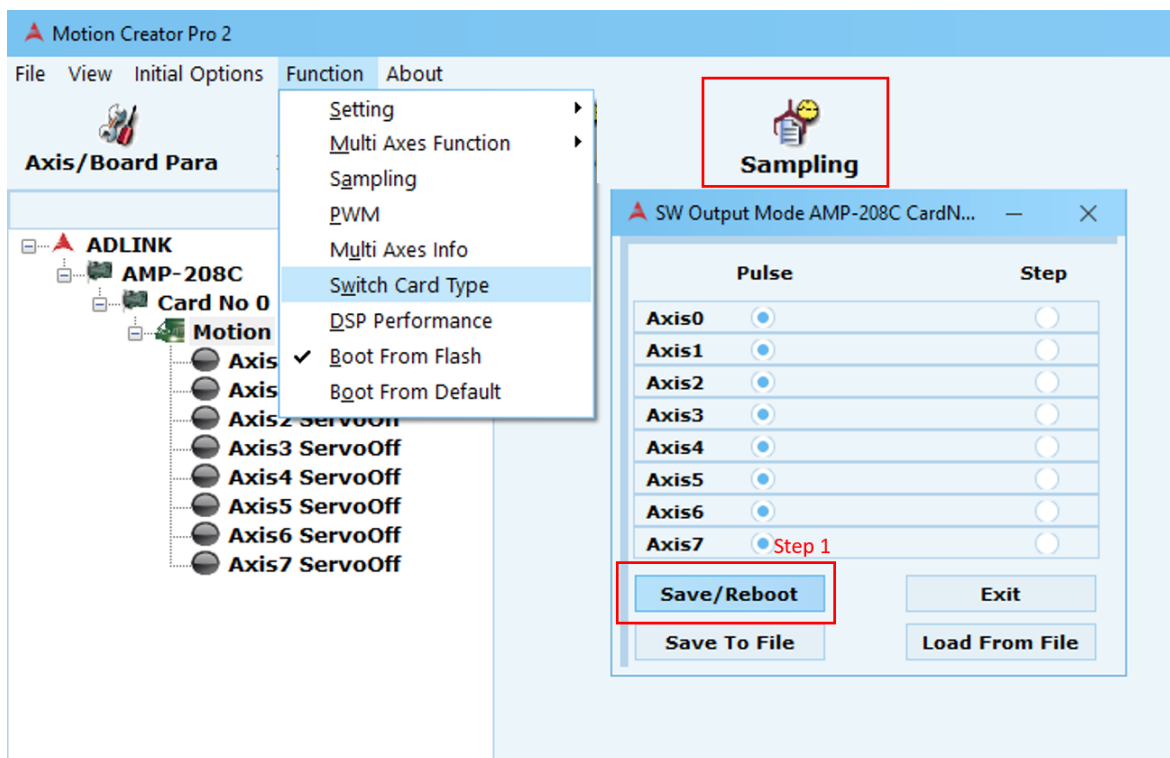 Motion Creator Pro 2
File View Initial Options Function About
Axis/Board Para
Sampling
Setting
Multi Axes Function
Sampling
PWM
Multi Axes Info
Switch Card Type
DSP Performance
Boot From Flash
Boot From Default
ADLINK
AMP-208C
Card No 0
Motion
Axis
Axis
Axis2 ServoOff
Axis3 ServoOff
Axis4 ServoOff
Axis5 ServoOff
Axis6 ServoOff
Axis7 ServoOff
SW Output Mode AMP-208C CardN...
Pulse Step
Axis0
Axis1
Axis2
Axis3
Axis4
Axis5
Axis6
Axis7 Step 1
Save/Reboot Exit
Save To File Load From File